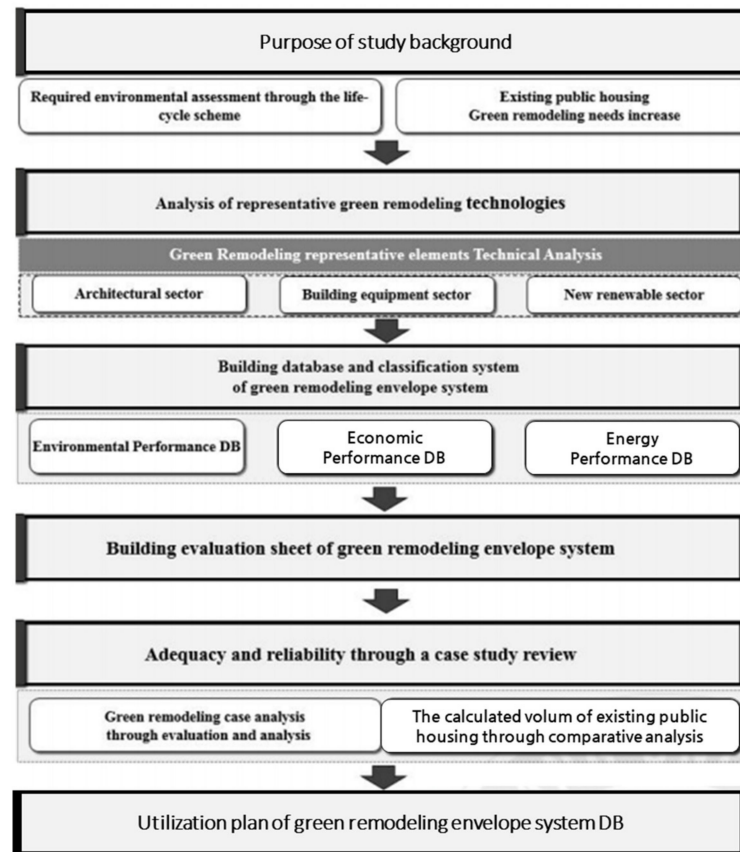 Purpose of study background
Required environmental assessment through the life-
cycle scheme
Existing public housing
Green remodeling needs increase
Analysis of representative green remodeling technologies
Green Remodeling representative elements Technical Analysis
Architectural sector
Building equipment sector
New renewable sector
Building database and classification system
of green remodeling envelope system
Environmental Performance DB
Economic
Performance DB
Energy
Performance DB
Building evaluation sheet of green remodeling envelope system
Adequacy and reliability through a case study review
Green remodeling case analysis
through evaluation and analysis
The calculated volum of existing public
housing through comparative analysis
Utilization plan of green remodeling envelope system DB